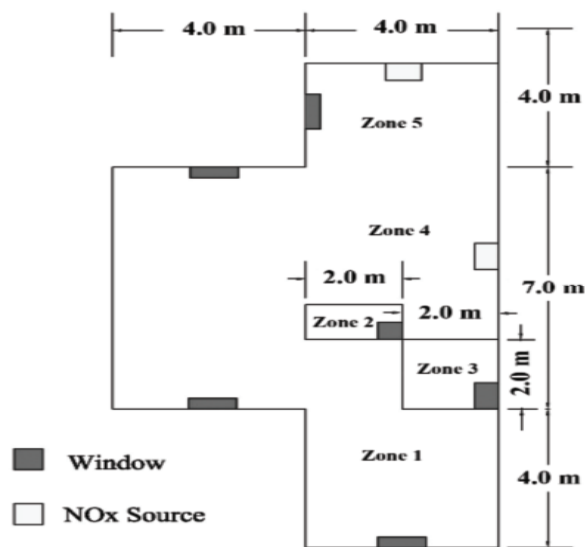 4.0 m
4.0 m
4.0 m
Zone 5
Zone 4
2.0 m
7.0 m
Zone 2
2.0 m
Zone 3
2.0 m
Zone 1
Window
4.0 m
NOx Source